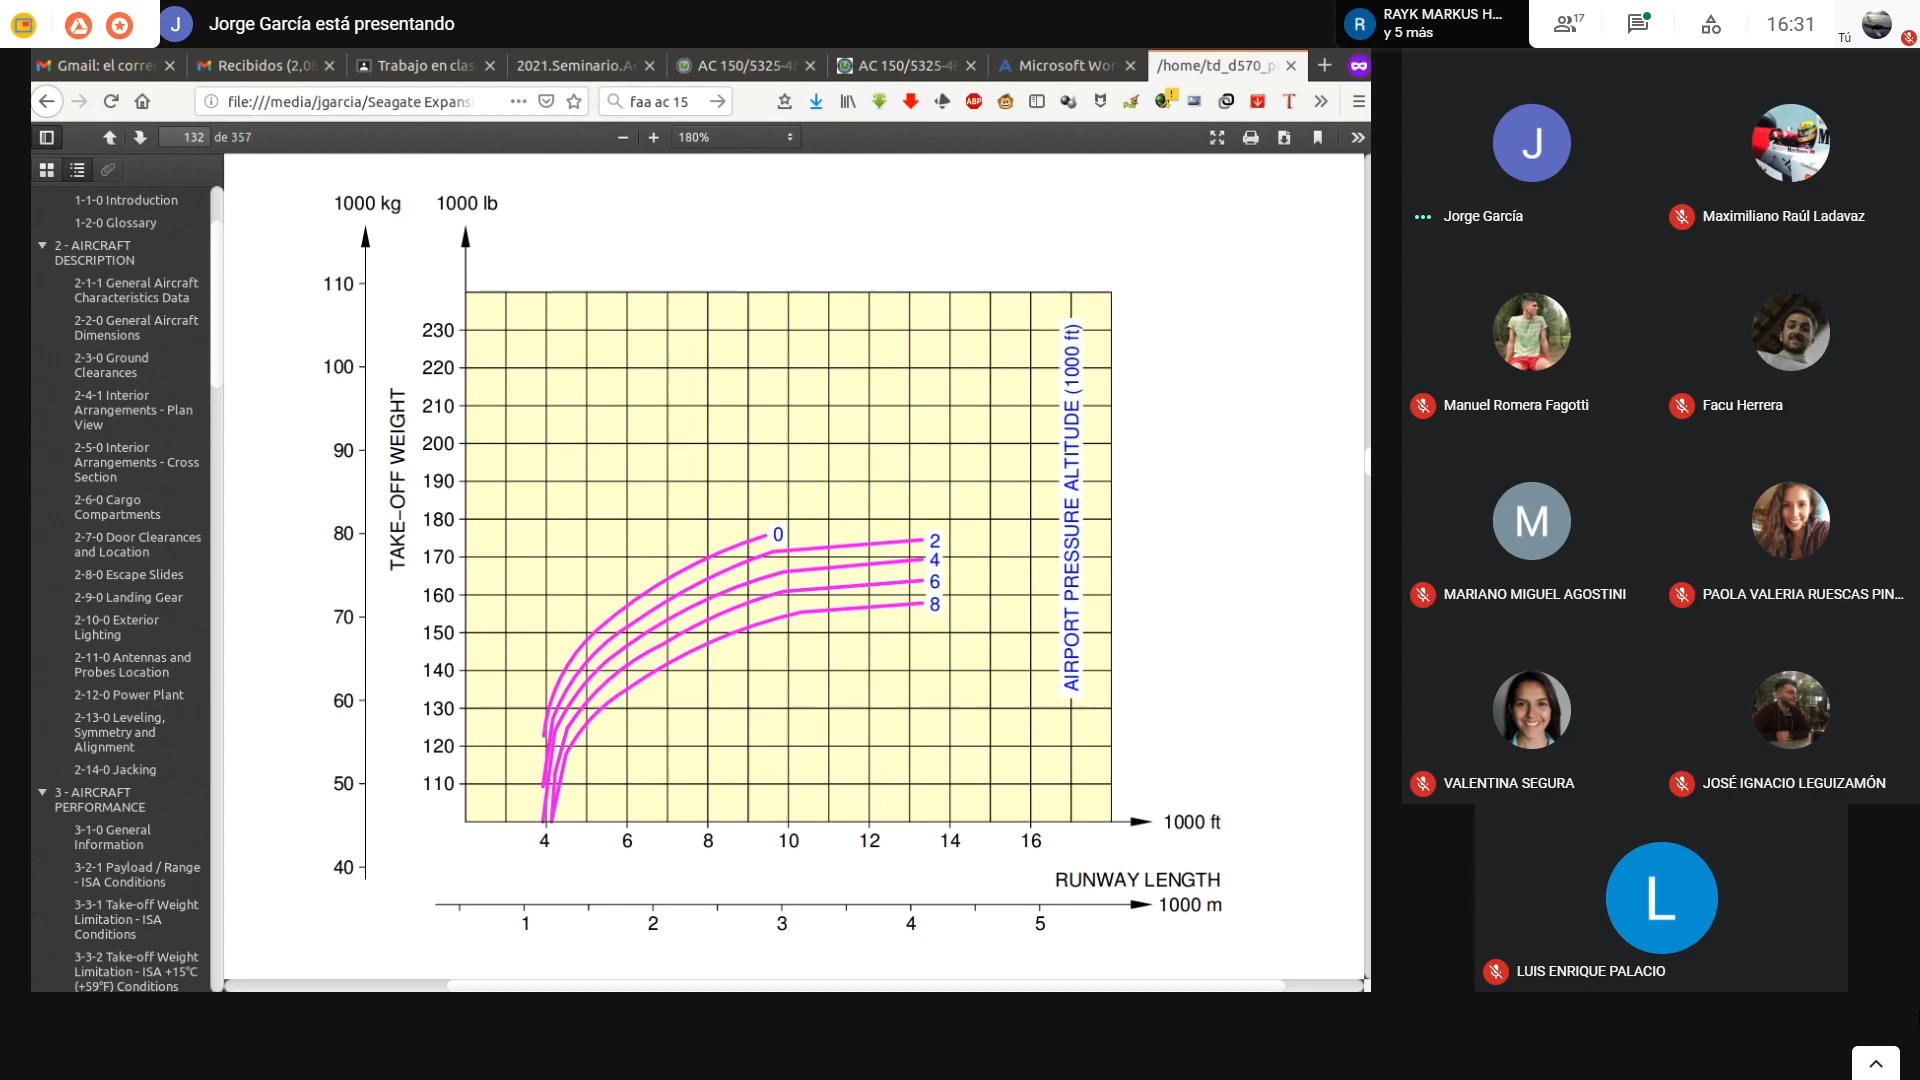 J
Jorge García está presentando
R
RAYK MARKUS H...
y 5 más
17
16:31
Tú
Gmail: el corre
Recibidos (2,08
Trabajo en clas
2021.Seminario.A
AC 150/5325-4
AC 150/5325-4
Microsoft Wor
/home/td_d570_p
file:///media/jgarcia/Seagate Expans
faa ac 15
ABP
T
132 de 357
180%
1-1-0 Introduction
1-2-0 Glossary
2 - AIRCRAFT
DESCRIPTION
2-1-1 General Aircraft
Characteristics Data
2-2-0 General Aircraft
Dimensions
2-3-0 Ground
Clearances
2-4-1 Interior
Arrangements - Plan
View
2-5-0 Interior
Arrangements - Cross
Section
2-6-0 Cargo
Compartments
2-7-0 Door Clearances
and Location
2-8-0 Escape Slides
2-9-0 Landing Gear
2-10-0 Exterior
Lighting
2-11-0 Antennas and
Probes Location
2-12-0 Power Plant
2-13-0 Leveling,
Symmetry and
Alignment
2-14-0 Jacking
3 - AIRCRAFT
PERFORMANCE
3-1-0 General
Information
3-2-1 Payload / Range
- ISA Conditions
3-3-1 Take-off Weight
Limitation - ISA
Conditions
3-3-2 Take-off Weight
Limitation - ISA +15°C
(+59°F) Conditions
1000 kg
1000 lb
110
100
90
80
70
60
50
40
TAKE-OFF WEIGHT
230
220
210
200
190
180
170
160
150
140
130
120
110
0
2
4
6
8
AIRPORT PRESSURE ALTITUDE (1000 ft)
4 6 8 10 12 14 16
1000 ft
RUNWAY LENGTH
1000 m
1 2 3 4 5
J
Jorge García
Maximiliano Raúl Ladavaz
Manuel Romera Fagotti
Facu Herrera
M
MARIANO MIGUEL AGOSTINI
PAOLA VALERIA RUESCAS PIN...
VALENTINA SEGURA
JOSÉ IGNACIO LEGUIZAMÓN
L
LUIS ENRIQUE PALACIO